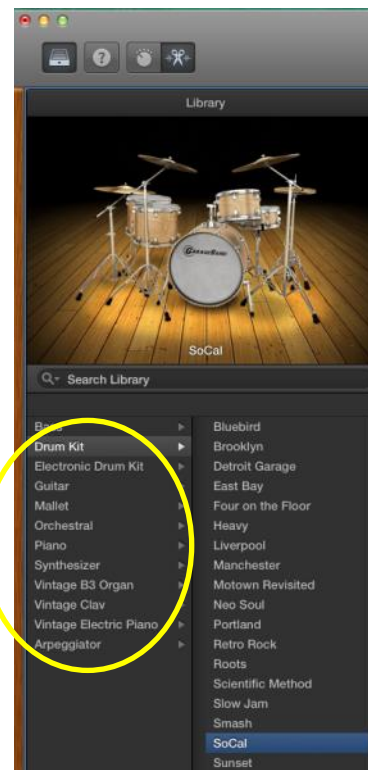 Library
GarageBand
SoCal
Search Library
Bass
Drum Kit
Electronic Drum Kit
Guitar
Mallet
Orchestral
Piano
Synthesizer
Vintage B3 Organ
Vintage Clav
Vintage Electric Piano
Arpeggiator
Bluebird
Brooklyn
Detroit Garage
East Bay
Four on the Floor
Heavy
Liverpool
Manchester
Motown Revisited
Neo Soul
Portland
Retro Rock
Roots
Scientific Method
Slow Jam
Smash
SoCal
Sunset